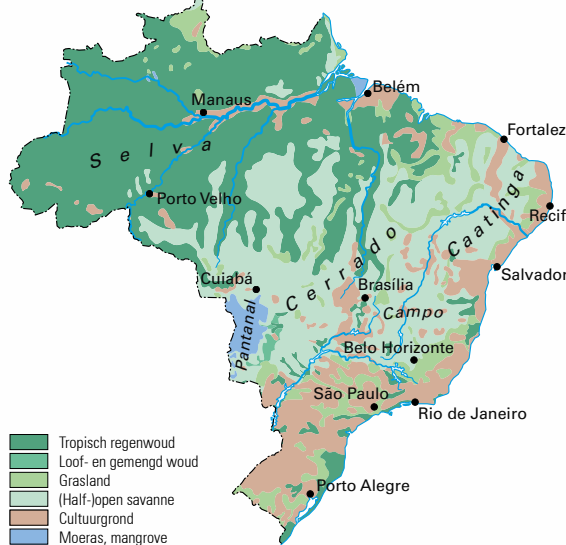 Manaus
Belém
Fortalez
Selva
Porto Velho
Caatinga
Recif
Cerrado
Salvador
Cuiabá
Brasília
Campo
Pantanal
Belo Horizonte
São Paulo
Rio de Janeiro
Porto Alegre
Tropisch regenwoud
Loof- en gemengd woud
Grasland
(Half-)open savanne
Cultuurgrond
Moeras, mangrove